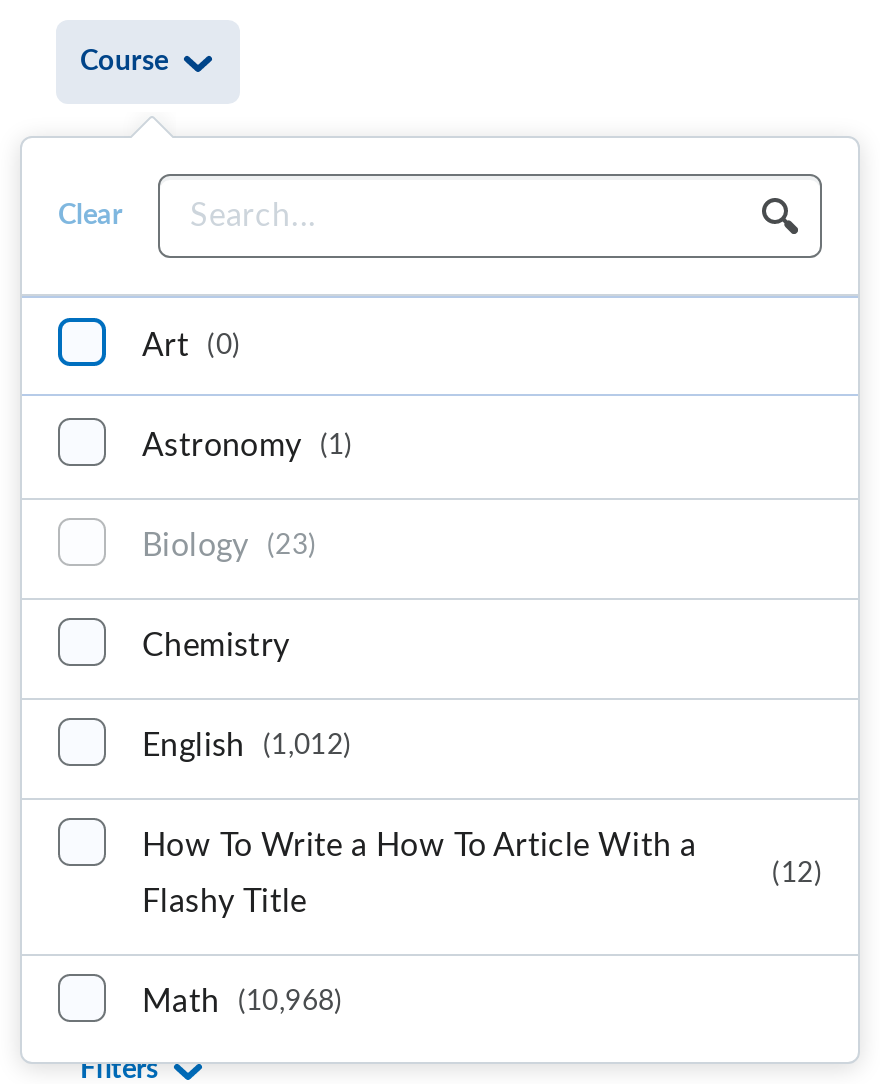 Course
Clear
Search...
Art (0)
Astronomy (1)
Biology (23)
Chemistry
English (1,012)
How To Write a How To Article With a
Flashy Title
(12)
Math (10,968)
Filters